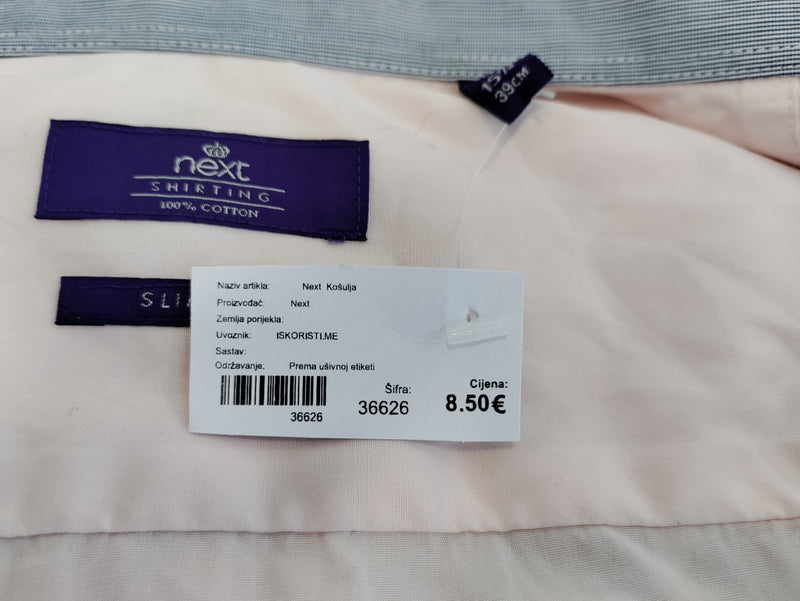 39CM
next
SHIRTING
100% COTTON
Naziv artikla: Next Košulja
Proizvođač: Next
Zemlja porijekla:
Uvoznik: ISKORISTI.ME
Sastav:
Održavanje: Prema ušivnoj etiketi
36626
Šifra:
36626
Cijena:
8.50€